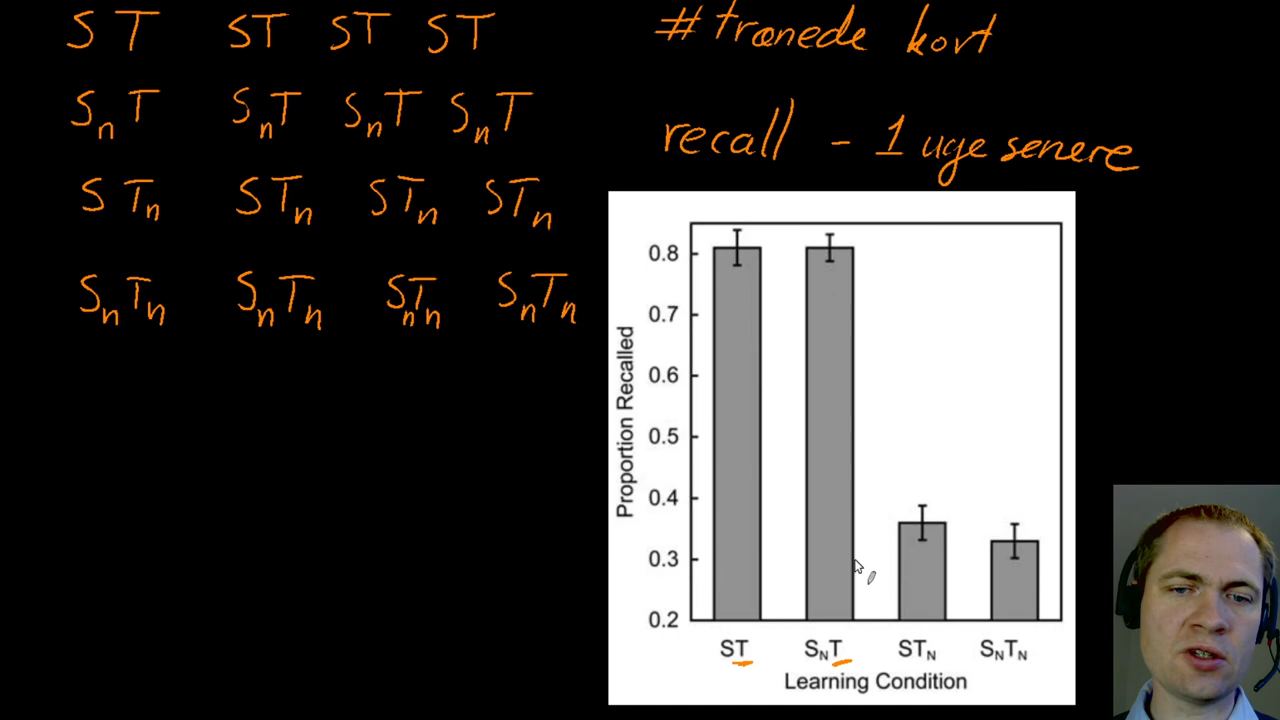 ST ST ST ST
SnT SnT SnT SnT
STn STn STn STn
SnTn SnTn SnTn SnTn
# trænede kort
recall - 1 uge senere
Proportion Recalled
0.8
0.7
0.6
0.5
0.4
0.3
0.2
ST SNT STN SNTN
Learning Condition